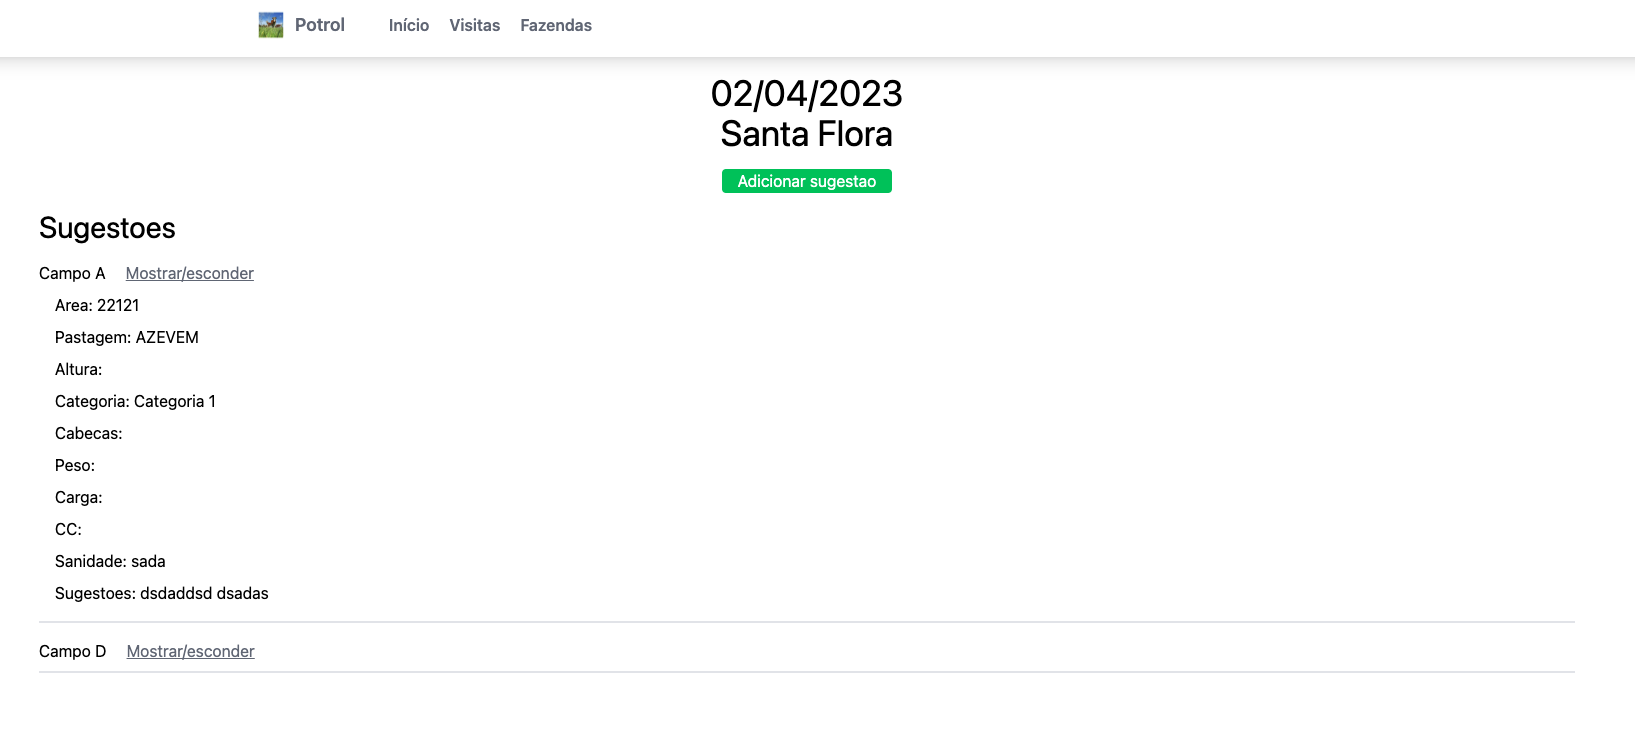 Potrol Início Visitas Fazendas
02/04/2023
Santa Flora
Adicionar sugestao
Sugestoes
Campo A Mostrar/esconder
Area: 22121
Pastagem: AZEVEM
Altura:
Categoria: Categoria 1
Cabecas:
Peso:
Carga:
CC:
Sanidade: sada
Sugestoes: dsdaddsd dsadas
Campo D Mostrar/esconder